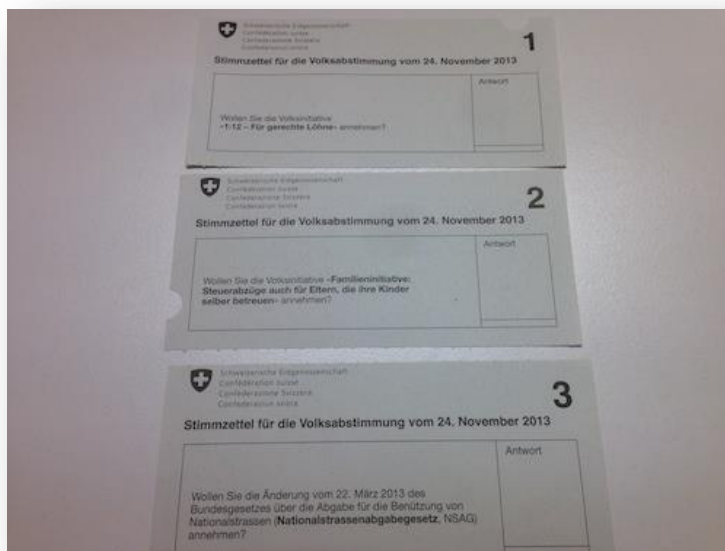 Schweizerische Eidgenossenschaft
Confédération suisse
Confederazione Svizzera
Confederaziun svizra
1
Stimmzettel für die Volksabstimmung vom 24. November 2013
Antwort
Wollen Sie die Volksinitiative
«1:12 – Für gerechte Löhne» annehmen?
Schweizerische Eidgenossenschaft
Confédération suisse
Confederazione Svizzera
Confederaziun svizra
2
Stimmzettel für die Volksabstimmung vom 24. November 2013
Antwort
Wollen Sie die Volksinitiative «Familieninitiative:
Steuerabzüge auch für Eltern, die ihre Kinder
selber betreuen» annehmen?
Schweizerische Eidgenossenschaft
Confédération suisse
Confederazione Svizzera
Confederaziun svizra
3
Stimmzettel für die Volksabstimmung vom 24. November 2013
Antwort
Wollen Sie die Änderung vom 22. März 2013 des
Bundesgesetzes über die Abgabe für die Benützung von
Nationalstrassen (Nationalstrassenabgabegesetz, NSAG)
annehmen?